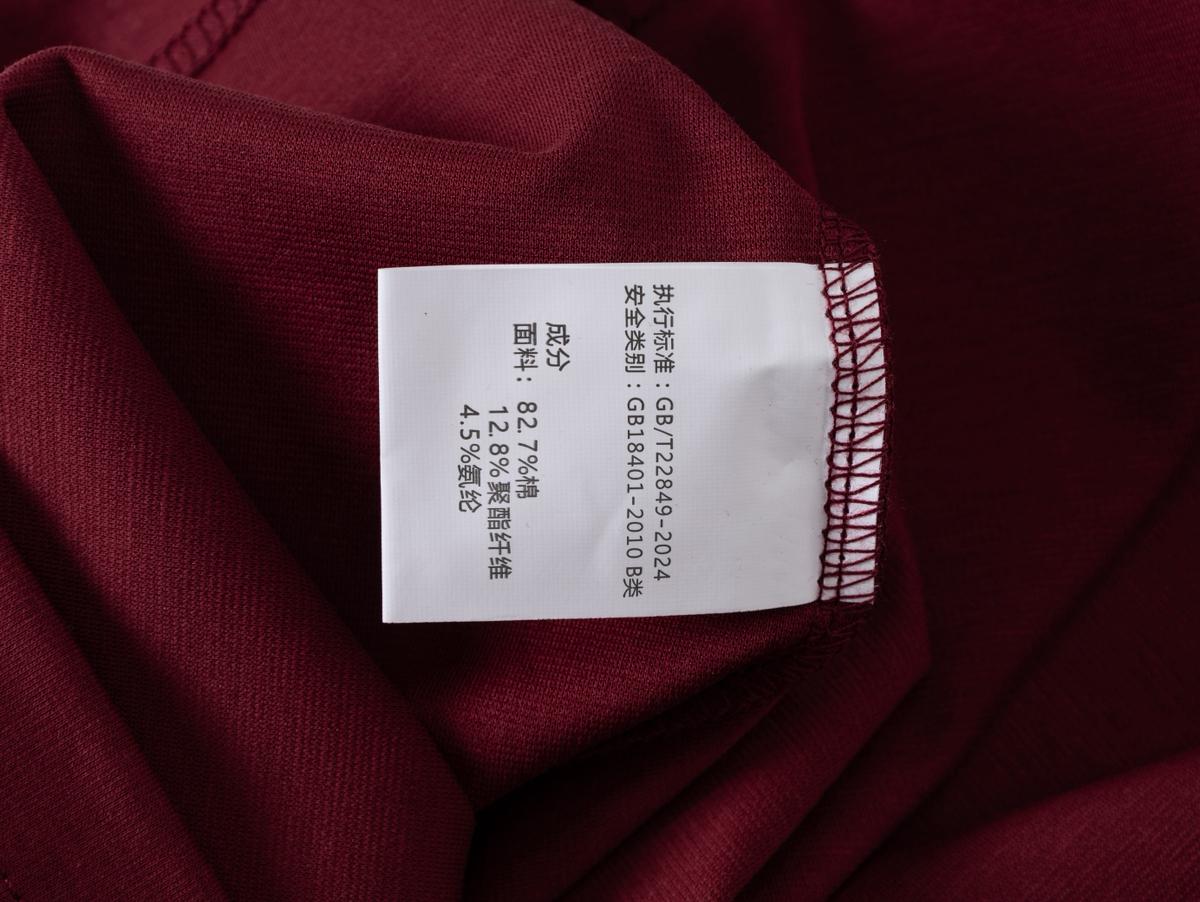 执行标准：GB/T22849-2024
安全类别：GB18401-2010 B类
成分
面料：82.7%棉
12.8%聚酯纤维
4.5%氨纶